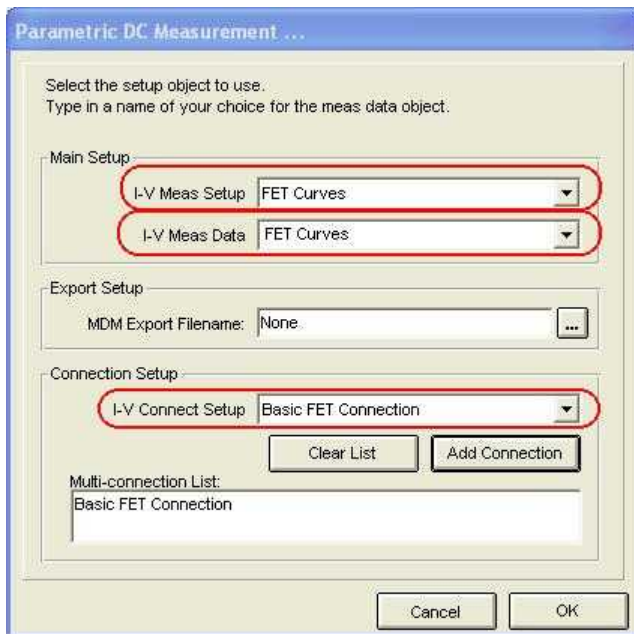 Parametric DC Measurement ...
Select the setup object to use.
Type in a name of your choice for the meas data object.
Main Setup
I-V Meas Setup FET Curves
I-V Meas Data FET Curves
Export Setup
MDM Export Filename: None ...
Connection Setup
I-V Connect Setup Basic FET Connection
Clear List Add Connection
Multi-connection List:
Basic FET Connection
Cancel OK